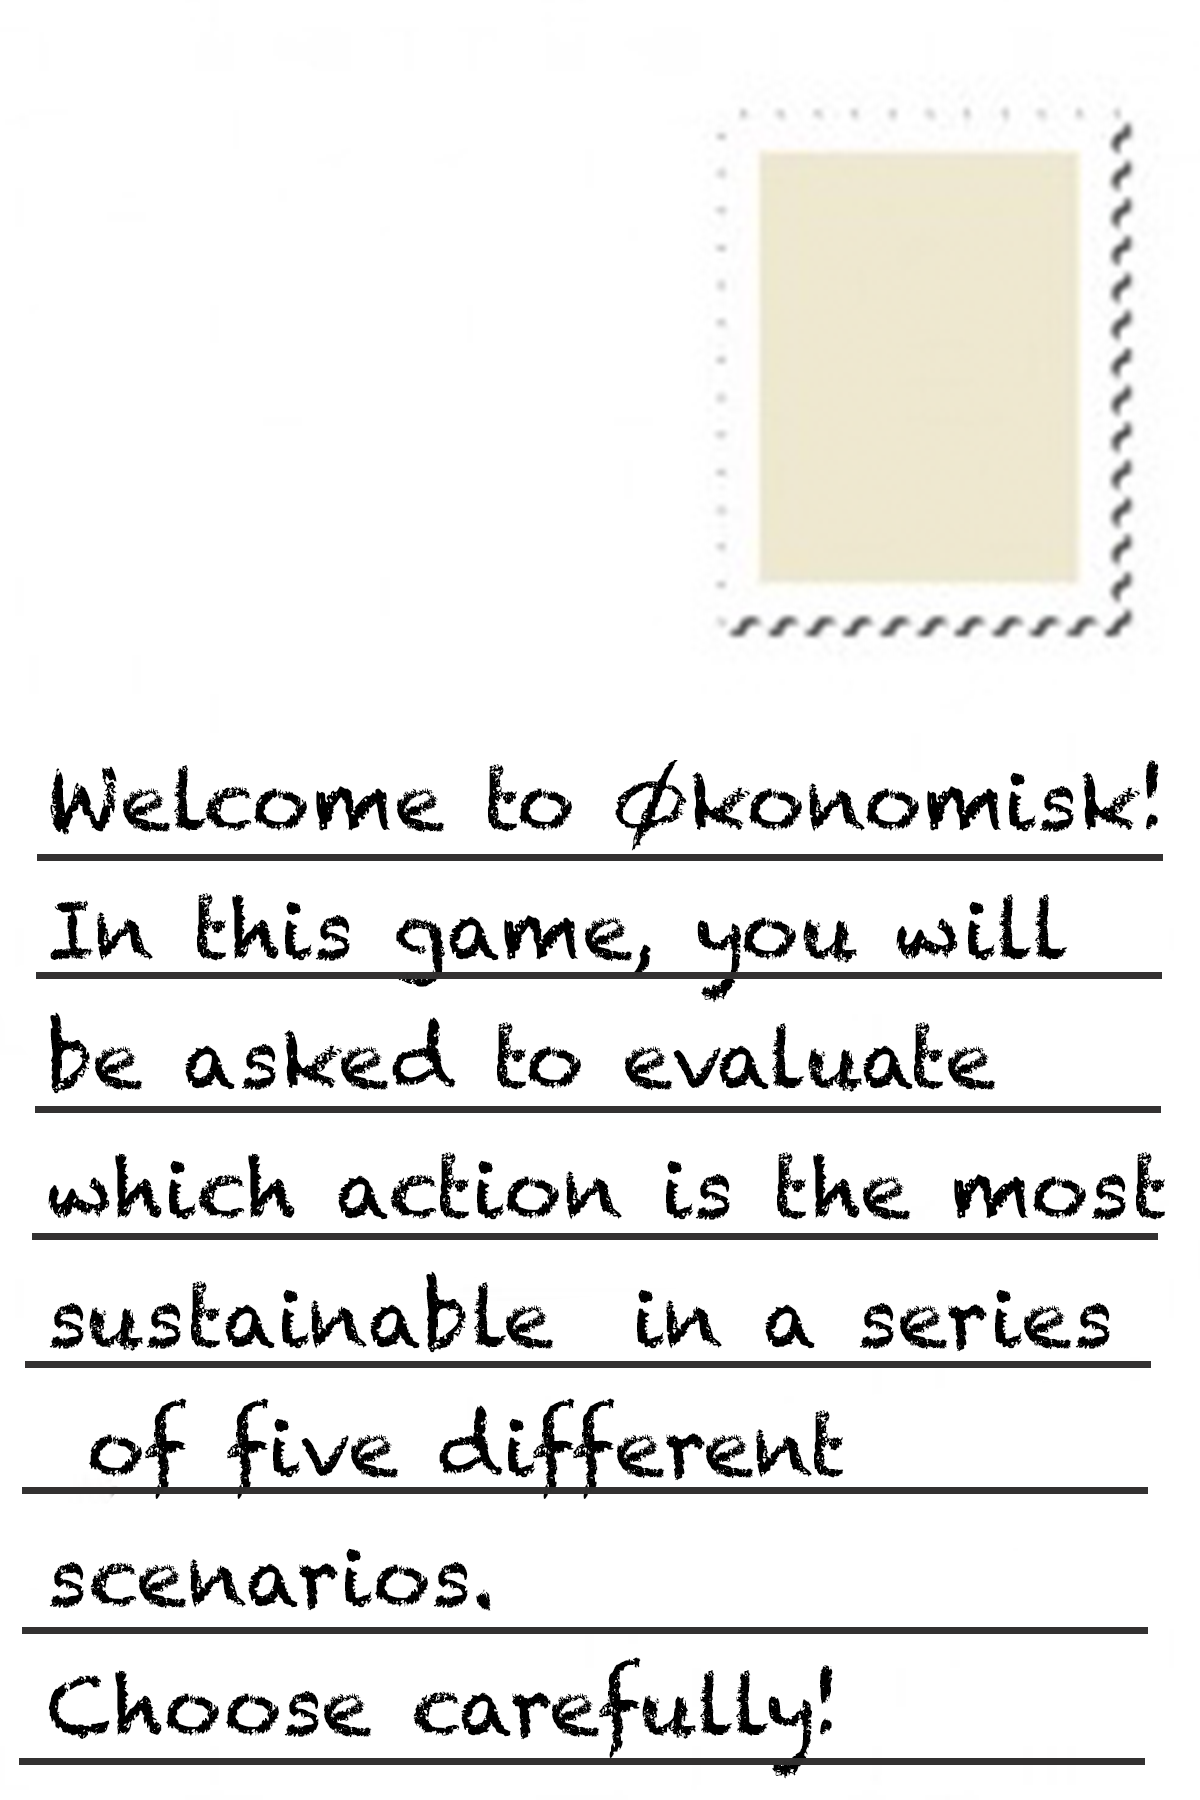 Welcome to Økonomisk!
In this game, you will
be asked to evaluate
which action is the most
sustainable in a series
of five different
scenarios.
Choose carefully!